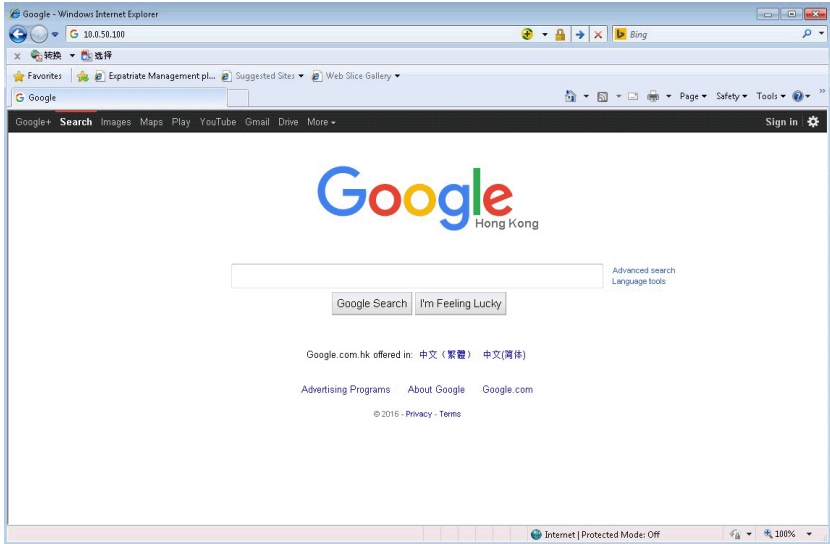 Google - Windows Internet Explorer
G 10.0.50.100
Bing
x 转换 选择
Favorites Expatriate Management pl... Suggested Sites Web Slice Gallery
G Google
Page Safety Tools »
Google+ Search Images Maps Play YouTube Gmail Drive More
Sign in
Google
Hong Kong
Advanced search
Language tools
Google Search I'm Feeling Lucky
Google.com.hk offered in: 中文（繁體） 中文(简体)
Advertising Programs About Google Google.com
© 2016 - Privacy - Terms
Internet | Protected Mode: Off 100%